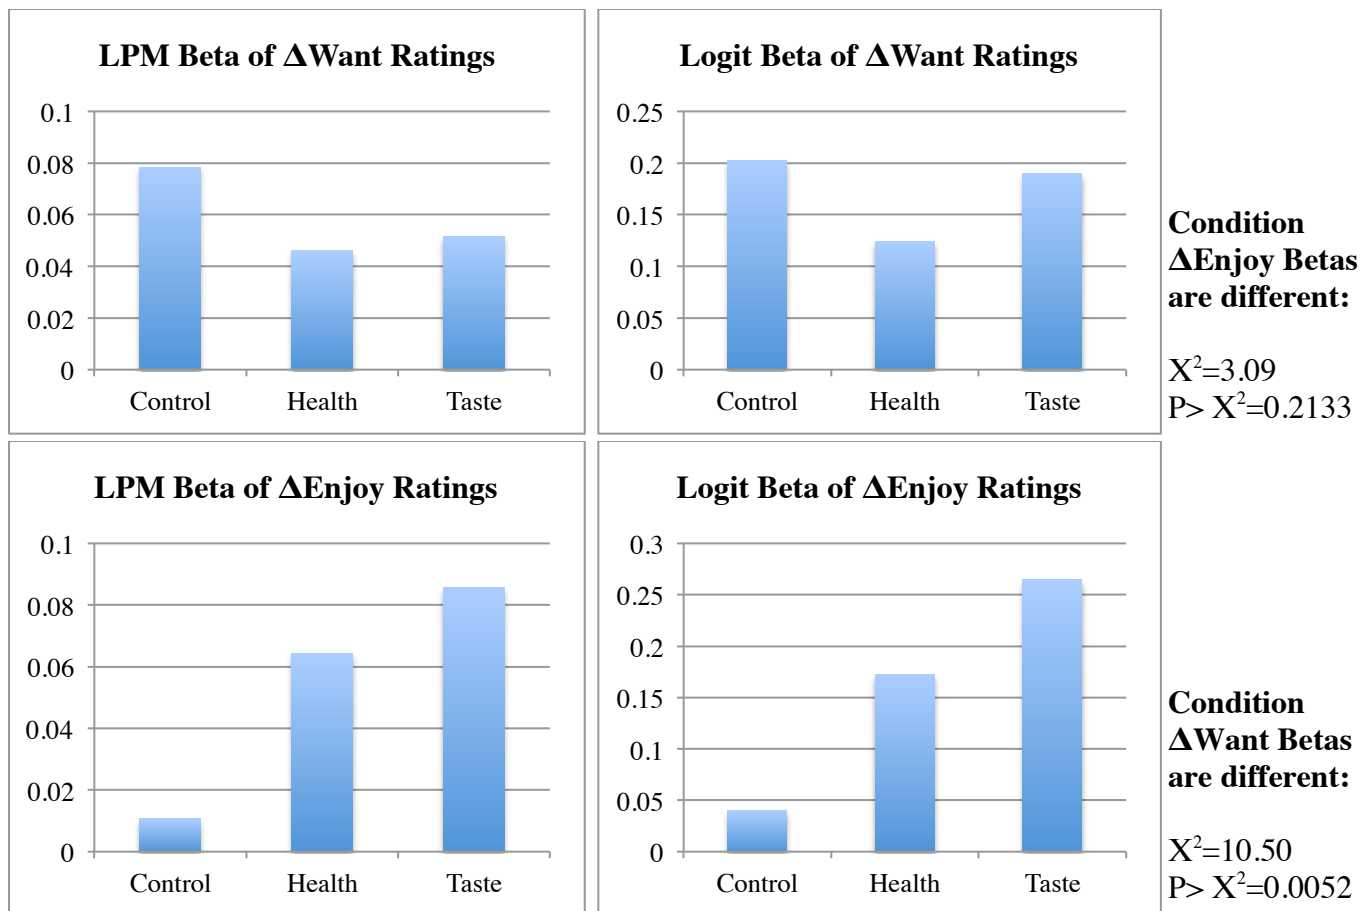 LPM Beta of ΔWant Ratings
0.1
0.08
0.06
0.04
0.02
0
Control Health Taste
Logit Beta of ΔWant Ratings
0.25
0.2
0.15
0.1
0.05
0
Control Health Taste
Condition
ΔEnjoy Betas
are different:
X²=3.09
P> X²=0.2133
LPM Beta of ΔEnjoy Ratings
0.1
0.08
0.06
0.04
0.02
0
Control Health Taste
Logit Beta of ΔEnjoy Ratings
0.3
0.25
0.2
0.15
0.1
0.05
0
Control Health Taste
Condition
ΔWant Betas
are different:
X²=10.50
P> X²=0.0052